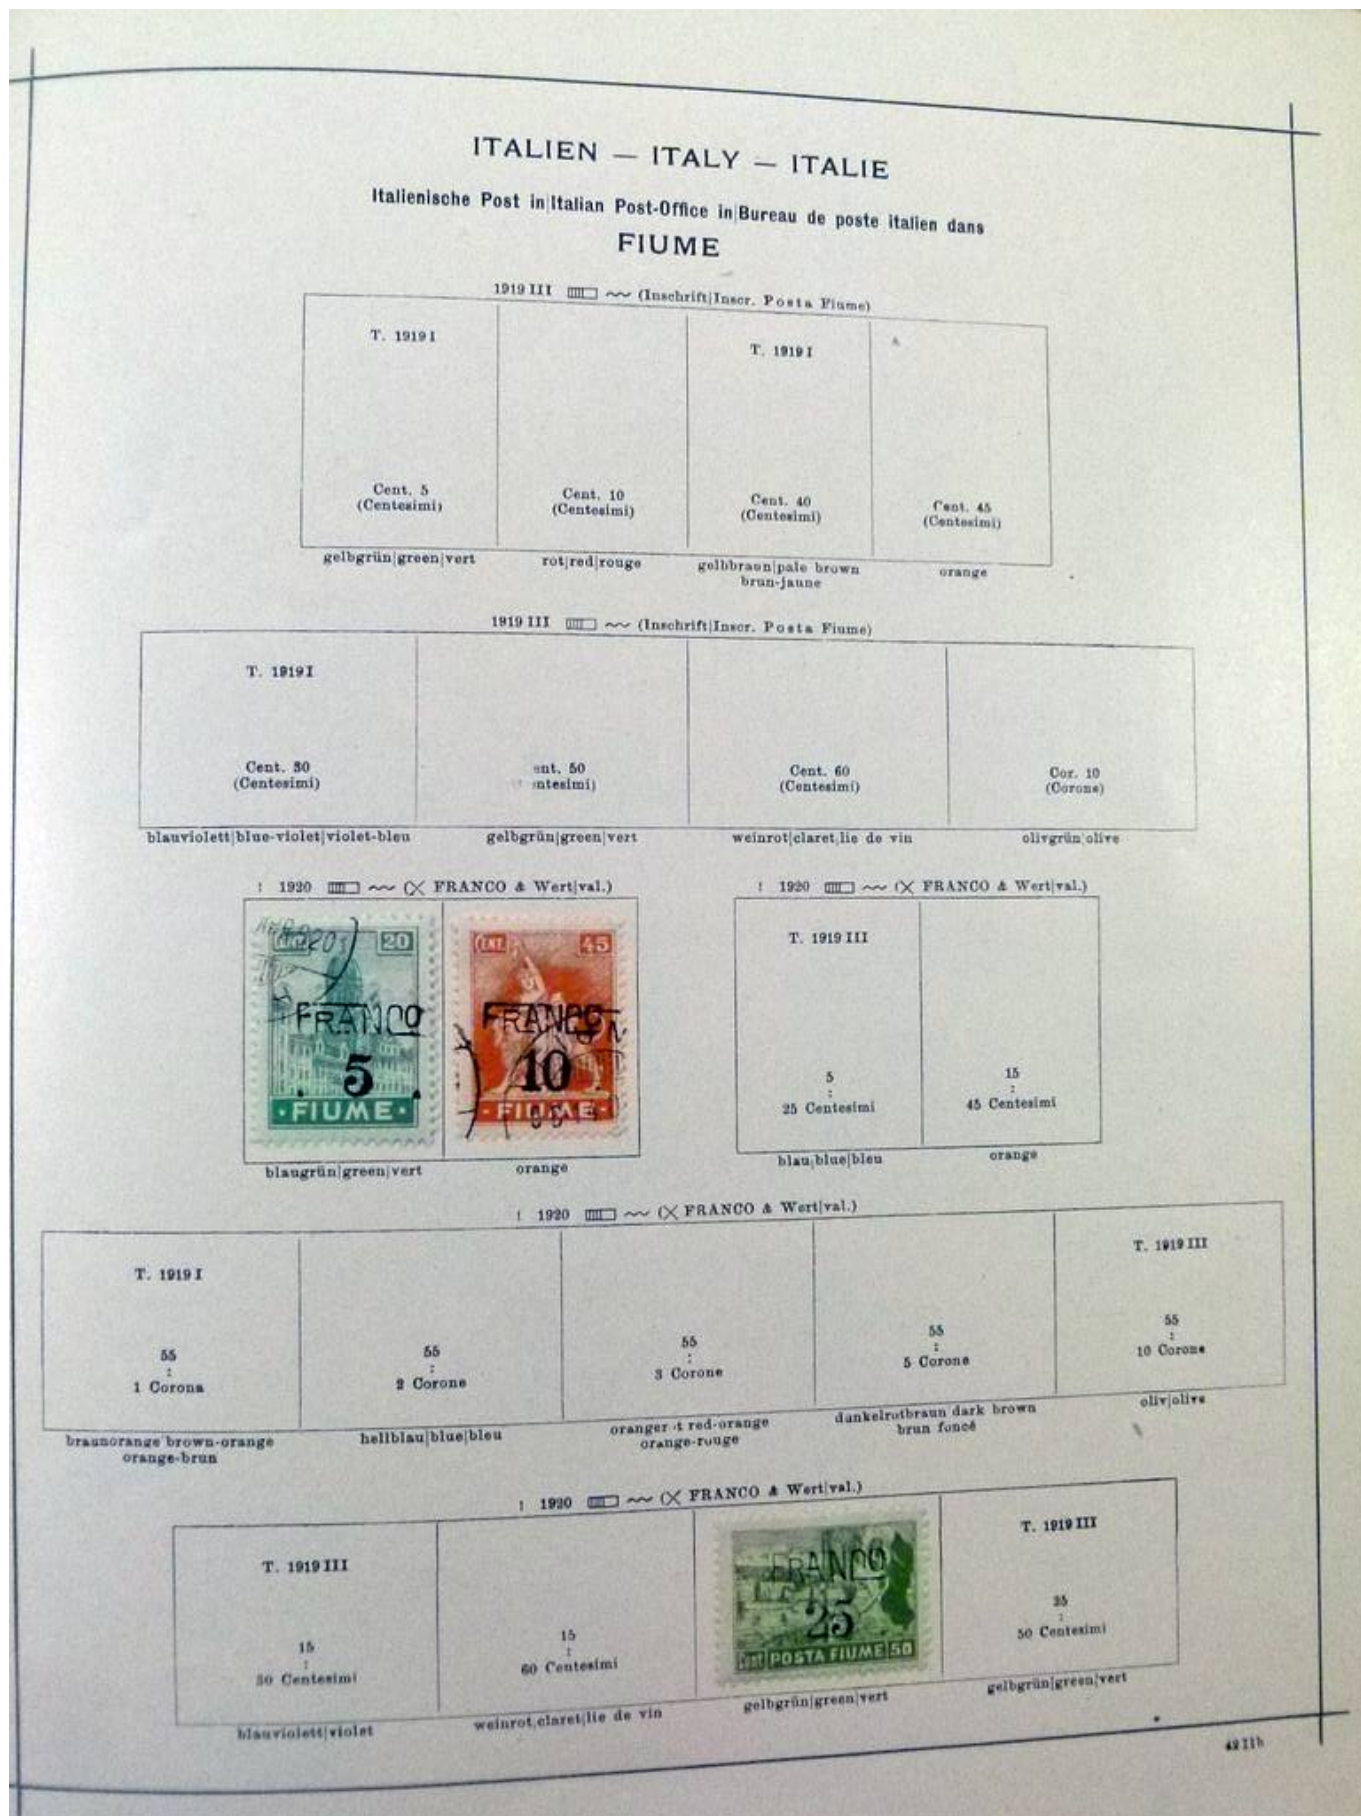 ITALIEN — ITALY — ITALIE
Italienische Post in|Italian Post-Office in|Bureau de poste italien dans
FIUME
1919 III (Inschrift|Inscr. Posta Fiume)
T. 1919 I
T. 1919 I
Cent. 5 Cent. 10 Cent. 40 Cent. 45
(Centesimi) (Centesimi) (Centesimi) (Centesimi)
gelbgrün|green|vert rot|red|rouge gelbbraun|pale brown orange
brun-jaune
1919 III (Inschrift|Inscr. Posta Fiume)
T. 1919 I
Cent. 30 ent. 50 Cent. 60 Cor. 10
(Centesimi) ntesimi) (Centesimi) (Corone)
blauviolett|blue-violet|violet-bleu gelbgrün|green|vert weinrot|claret|lie de vin olivgrün|olive
! 1920 (X FRANCO & Wert|val.) ! 1920 (X FRANCO & Wert|val.)
20 CENT. 45
T. 1919 III
FRANCO FRANCO
5 10
FIUME FIUME
5 15
: :
25 Centesimi 45 Centesimi
blaugrün|green|vert orange blau|blue|bleu orange
! 1920 (X FRANCO & Wert|val.)
T. 1919 I T. 1919 III
55 55 55 55 55
: : : : :
1 Corona 2 Corone 3 Corone 5 Corone 10 Corone
braunorange brown-orange hellblau|blue|bleu oranger t red-orange dunkelrotbraun dark brown oliv|olive
orange-brun orange-rouge brun foncé
! 1920 (X FRANCO & Wert|val.)
T. 1919 III T. 1919 III
FRANCO
25
POSTA FIUME 50
15 15 25
: : :
30 Centesimi 60 Centesimi 50 Centesimi
blauviolett|violet weinrot|claret|lie de vin gelbgrün|green|vert gelbgrün|green|vert
42 II b